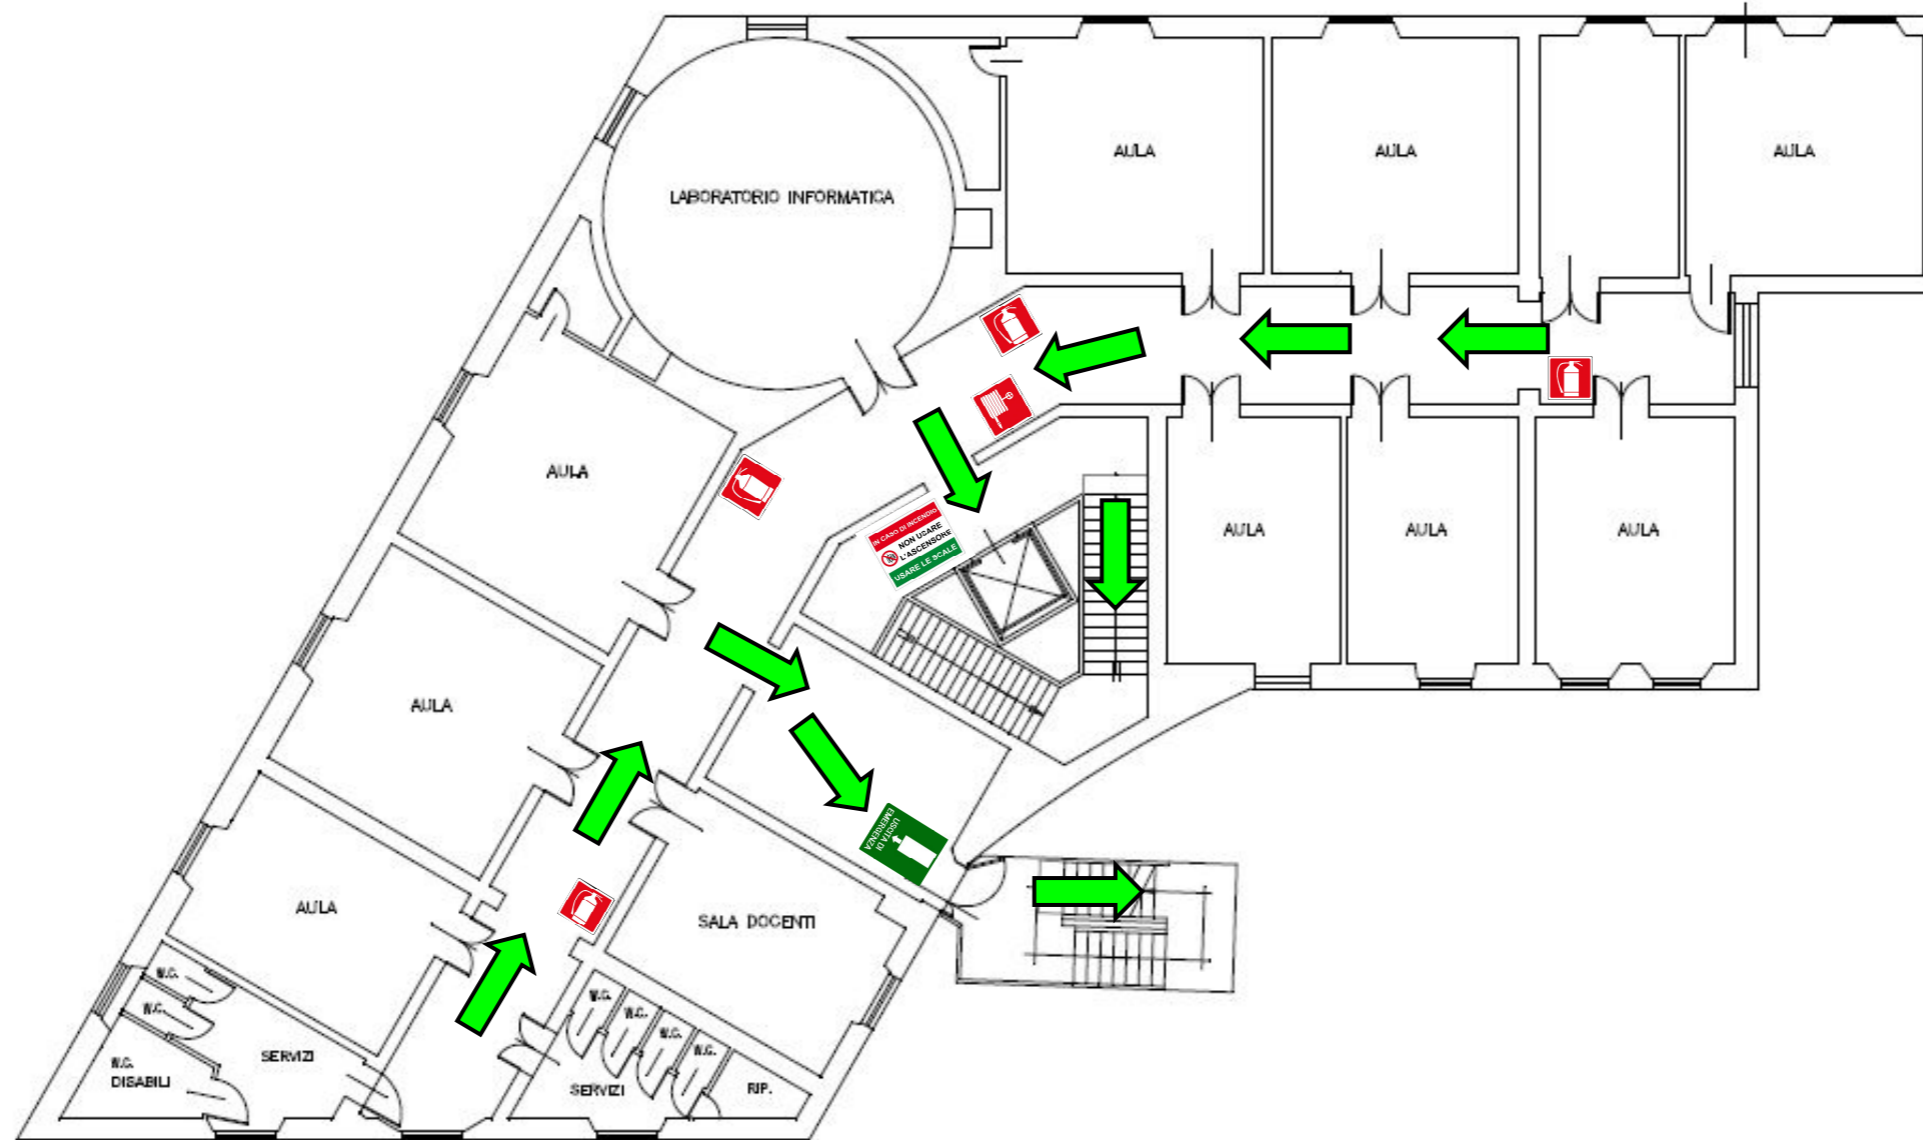 AULA
AULA
AULA
LABORATORIO INFORMATICA
AULA
IN CASO DI INCENDIO
NON USARE
L'ASCENSORE
USARE LE SCALE
AULA
AULA
AULA
AULA
USCITA DI
EMERGENZA
AULA
SALA DOCENTI
W.C.
W.C.
W.C.
DISABILI
SERVIZI
W.C.
W.C.
W.C.
W.C.
SERVIZI
RIP.